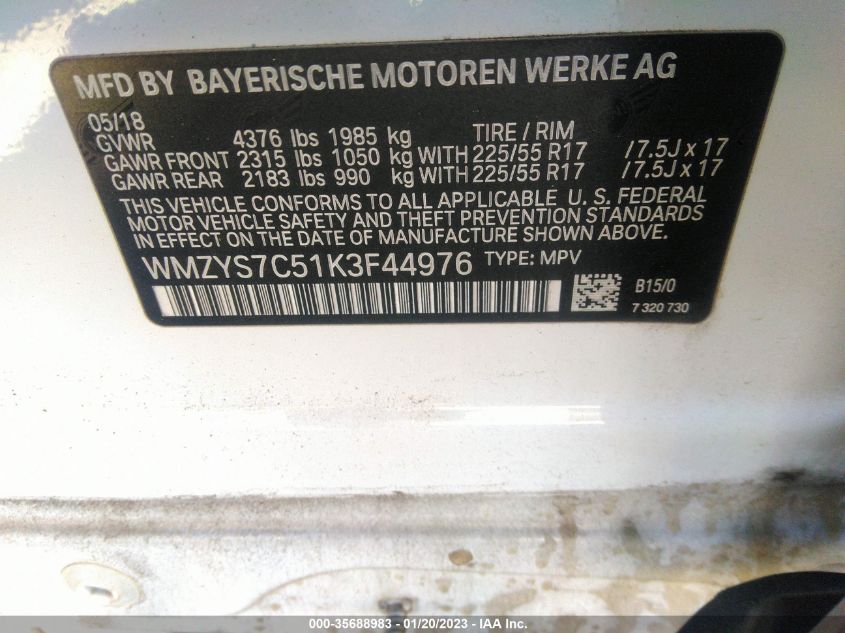 MFD BY BAYERISCHE MOTOREN WERKE AG
05/18
GVWR 4376 lbs 1985 kg TIRE / RIM
GAWR FRONT 2315 lbs 1050 kg WITH 225/55 R17 /7.5J x 17
GAWR REAR 2183 lbs 990 kg WITH 225/55 R17 /7.5J x 17
THIS VEHICLE CONFORMS TO ALL APPLICABLE U. S. FEDERAL
MOTOR VEHICLE SAFETY AND THEFT PREVENTION STANDARDS
IN EFFECT ON THE DATE OF MANUFACTURE SHOWN ABOVE.
WMZYS7C51K3F44976 TYPE: MPV
B15/0
7 320 730
000-35688983 - 01/20/2023 - IAA Inc.